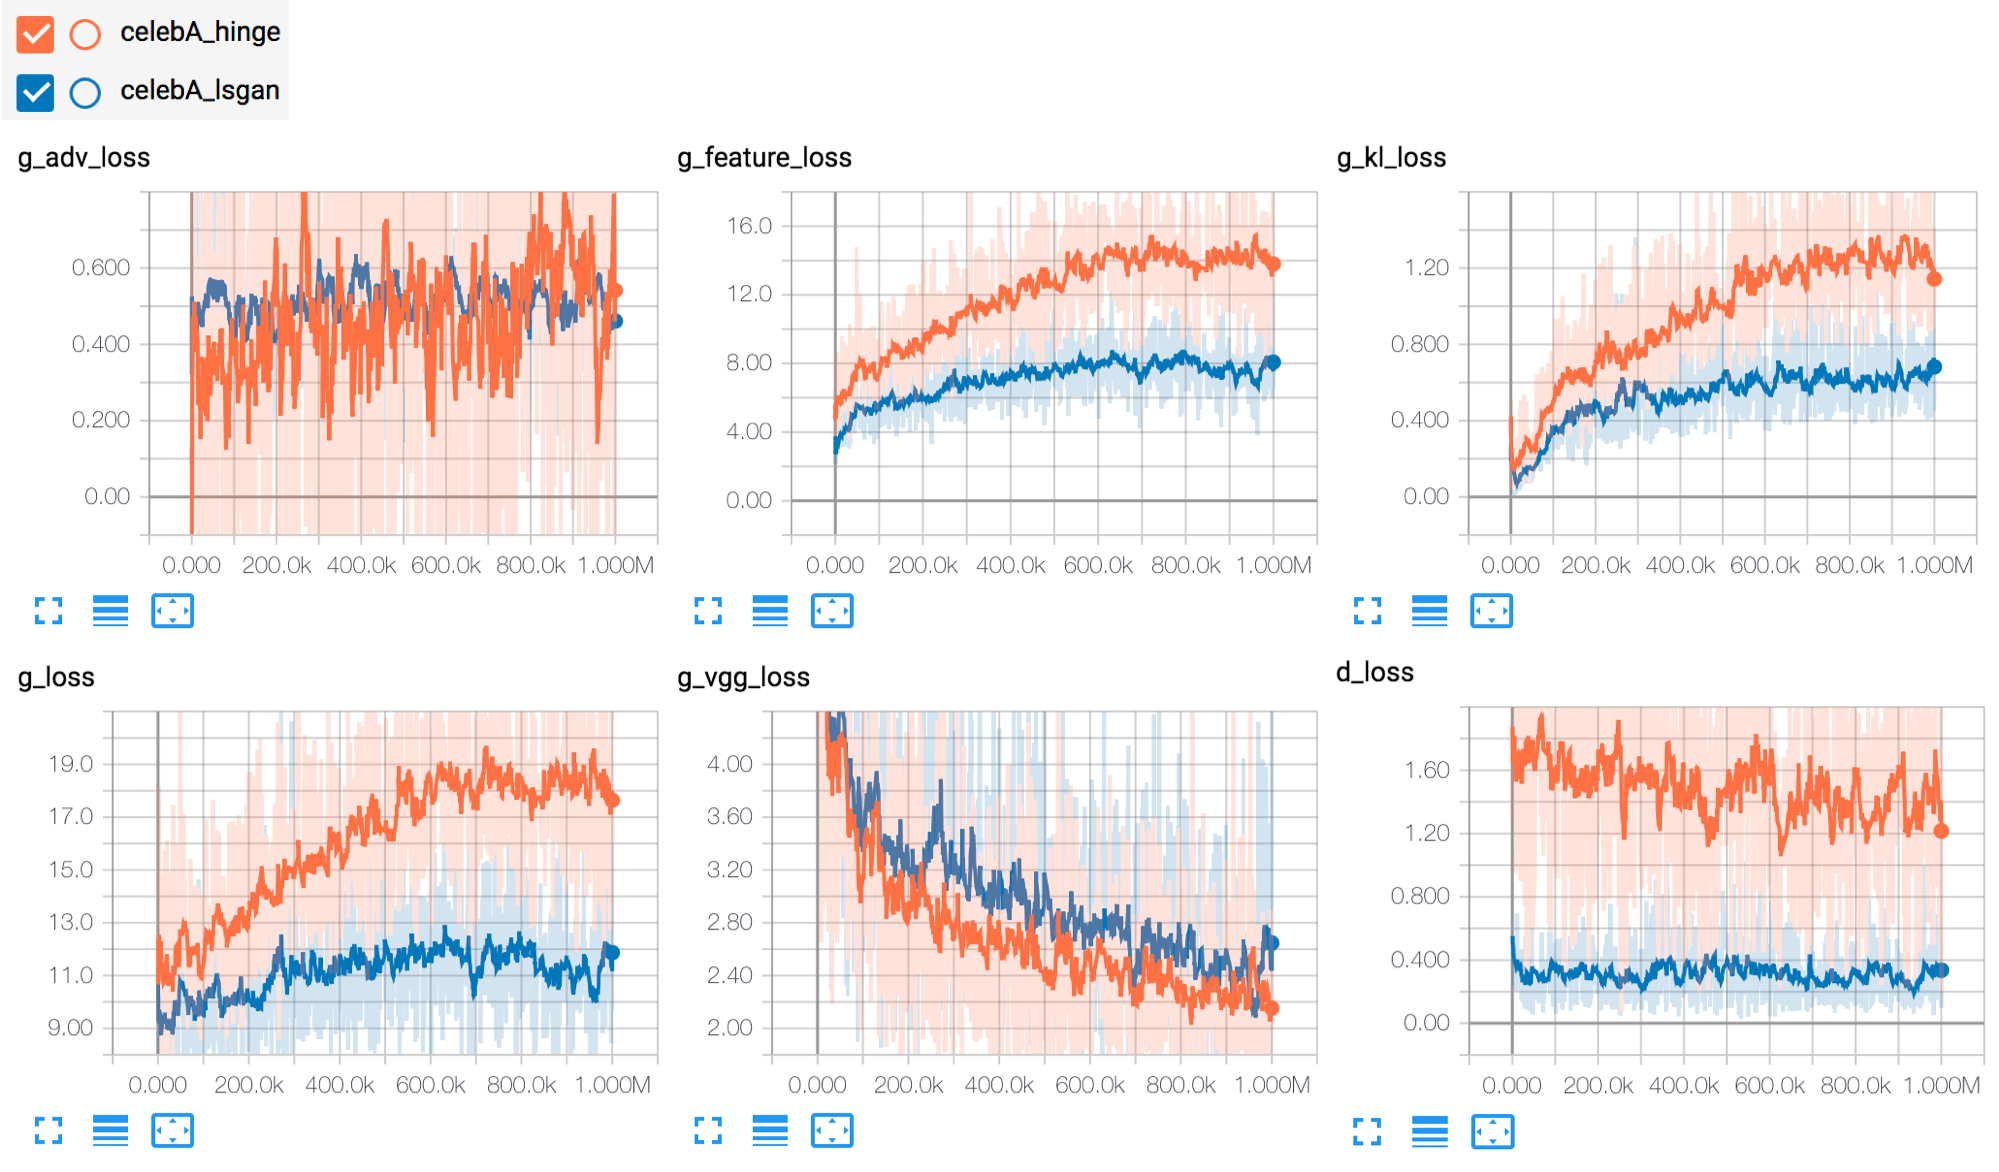 celebA_hinge
celebA_lsgan
g_adv_loss
g_feature_loss
g_kl_loss
0.600
0.400
0.200
0.00
0.000 200.0k 400.0k 600.0k 800.0k 1.000M
16.0
12.0
8.00
4.00
0.00
0.000 200.0k 400.0k 600.0k 800.0k 1.000M
1.20
0.800
0.400
0.00
0.000 200.0k 400.0k 600.0k 800.0k 1.000M
g_loss
g_vgg_loss
d_loss
19.0
17.0
15.0
13.0
11.0
9.00
0.000 200.0k 400.0k 600.0k 800.0k 1.000M
4.00
3.60
3.20
2.80
2.40
2.00
0.000 200.0k 400.0k 600.0k 800.0k 1.000M
1.60
1.20
0.800
0.400
0.00
0.000 200.0k 400.0k 600.0k 800.0k 1.000M